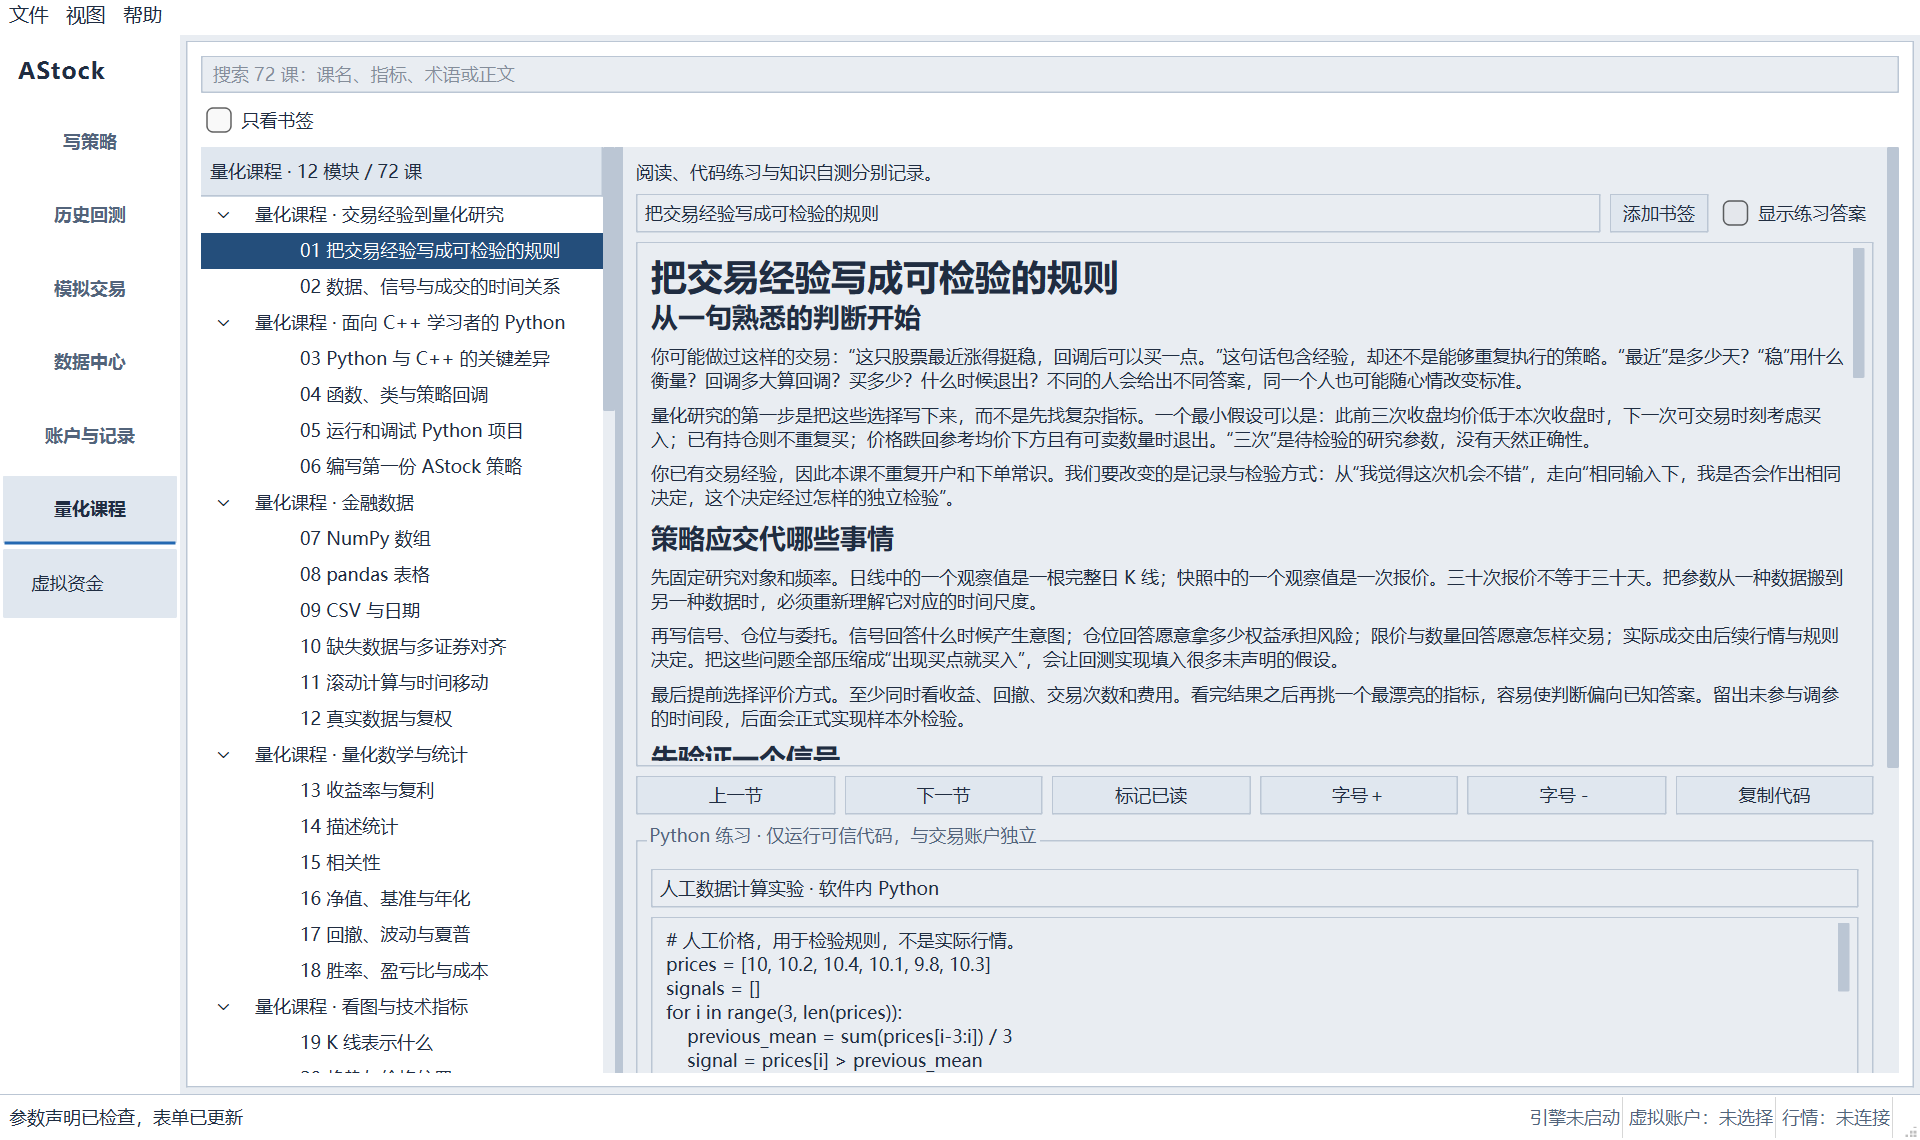 文件 视图 帮助
AStock
写策略
历史回测
模拟交易
数据中心
账户与记录
量化课程
虚拟资金
搜索 72 课：课名、指标、术语或正文
只看书签
量化课程 · 12 模块 / 72 课
量化课程 · 交易经验到量化研究
01 把交易经验写成可检验的规则
02 数据、信号与成交的时间关系
量化课程 · 面向 C++ 学习者的 Python
03 Python 与 C++ 的关键差异
04 函数、类与策略回调
05 运行和调试 Python 项目
06 编写第一份 AStock 策略
量化课程 · 金融数据
07 NumPy 数组
08 pandas 表格
09 CSV 与日期
10 缺失数据与多证券对齐
11 滚动计算与时间移动
12 真实数据与复权
量化课程 · 量化数学与统计
13 收益率与复利
14 描述统计
15 相关性
16 净值、基准与年化
17 回撤、波动与夏普
18 胜率、盈亏比与成本
量化课程 · 看图与技术指标
19 K 线表示什么
阅读、代码练习与知识自测分别记录。
把交易经验写成可检验的规则
添加书签
显示练习答案
把交易经验写成可检验的规则
从一句熟悉的判断开始
你可能做过这样的交易：“这只股票最近涨得挺稳，回调后可以买一点。”这句话包含经验，却还不是能够重复执行的策略。“最近”是多少天？“稳”用什么
衡量？回调多大算回调？买多少？什么时候退出？不同的人会给出不同答案，同一个人也可能随心情改变标准。
量化研究的第一步是把这些选择写下来，而不是先找复杂指标。一个最小假设可以是：此前三次收盘均价低于本次收盘时，下一次可交易时刻考虑买
入；已有持仓则不重复买；价格跌回参考均价下方且有可卖数量时退出。“三次”是待检验的研究参数，没有天然正确性。
你已有交易经验，因此本课不重复开户和下单常识。我们要改变的是记录与检验方式：从“我觉得这次机会不错”，走向“相同输入下，我是否会作出相同
决定，这个决定经过怎样的独立检验”。
策略应交代哪些事情
先固定研究对象和频率。日线中的一个观察值是一根完整日 K 线；快照中的一个观察值是一次报价。三十次报价不等于三十天。把参数从一种数据搬到
另一种数据时，必须重新理解它对应的时间尺度。
再写信号、仓位与委托。信号回答什么时候产生意图；仓位回答愿意拿多少权益承担风险；限价与数量回答愿意怎样交易；实际成交由后续行情与规则
决定。把这些问题全部压缩成“出现买点就买入”，会让回测实现填入很多未声明的假设。
最后提前选择评价方式。至少同时看收益、回撤、交易次数和费用。看完结果之后再挑一个最漂亮的指标，容易使判断偏向已知答案。留出未参与调参
的时间段，后面会正式实现样本外检验。
先验证一个信号
上一节
下一节
标记已读
字号 +
字号 -
复制代码
Python 练习 · 仅运行可信代码，与交易账户独立
人工数据计算实验 · 软件内 Python
# 人工价格，用于检验规则，不是实际行情。
prices = [10, 10.2, 10.4, 10.1, 9.8, 10.3]
signals = []
for i in range(3, len(prices)):
    previous_mean = sum(prices[i-3:i]) / 3
    signal = prices[i] > previous_mean
参数声明已检查，表单已更新
引擎未启动
虚拟账户：未选择
行情：未连接